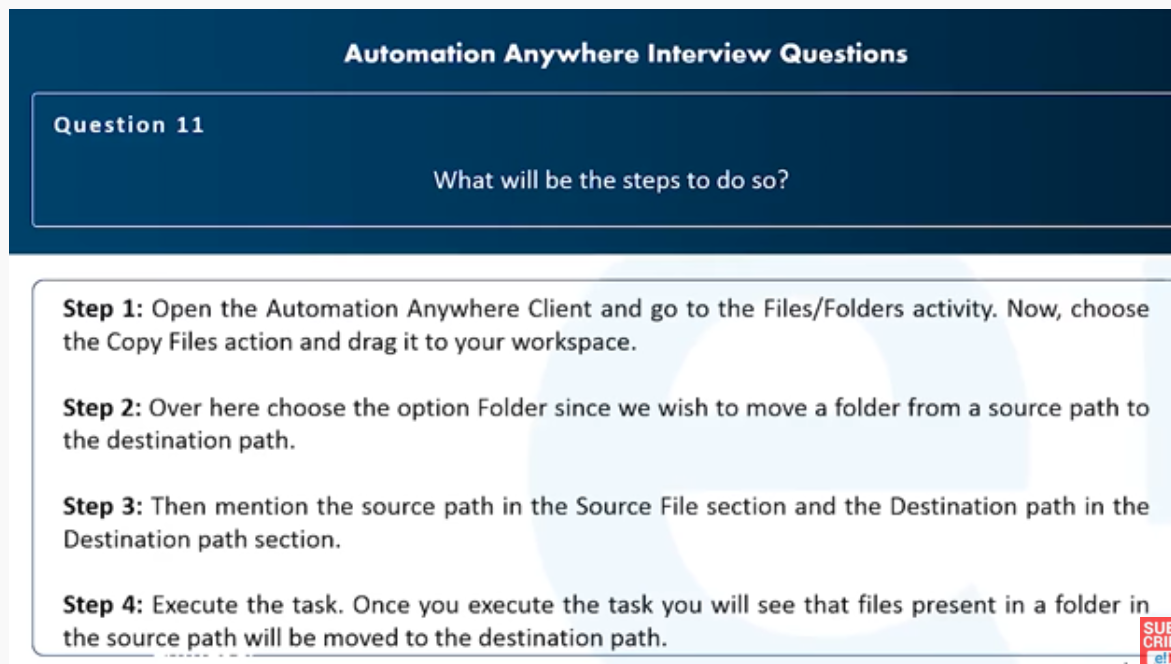 Automation Anywhere Interview Questions
Question 11
What will be the steps to do so?
Step 1: Open the Automation Anywhere Client and go to the Files/Folders activity. Now, choose
the Copy Files action and drag it to your workspace.
Step 2: Over here choose the option Folder since we wish to move a folder from a source path to
the destination path.
Step 3: Then mention the source path in the Source File section and the Destination path in the
Destination path section.
Step 4: Execute the task. Once you execute the task you will see that files present in a folder in
the source path will be moved to the destination path.
SUB
CRI
e!